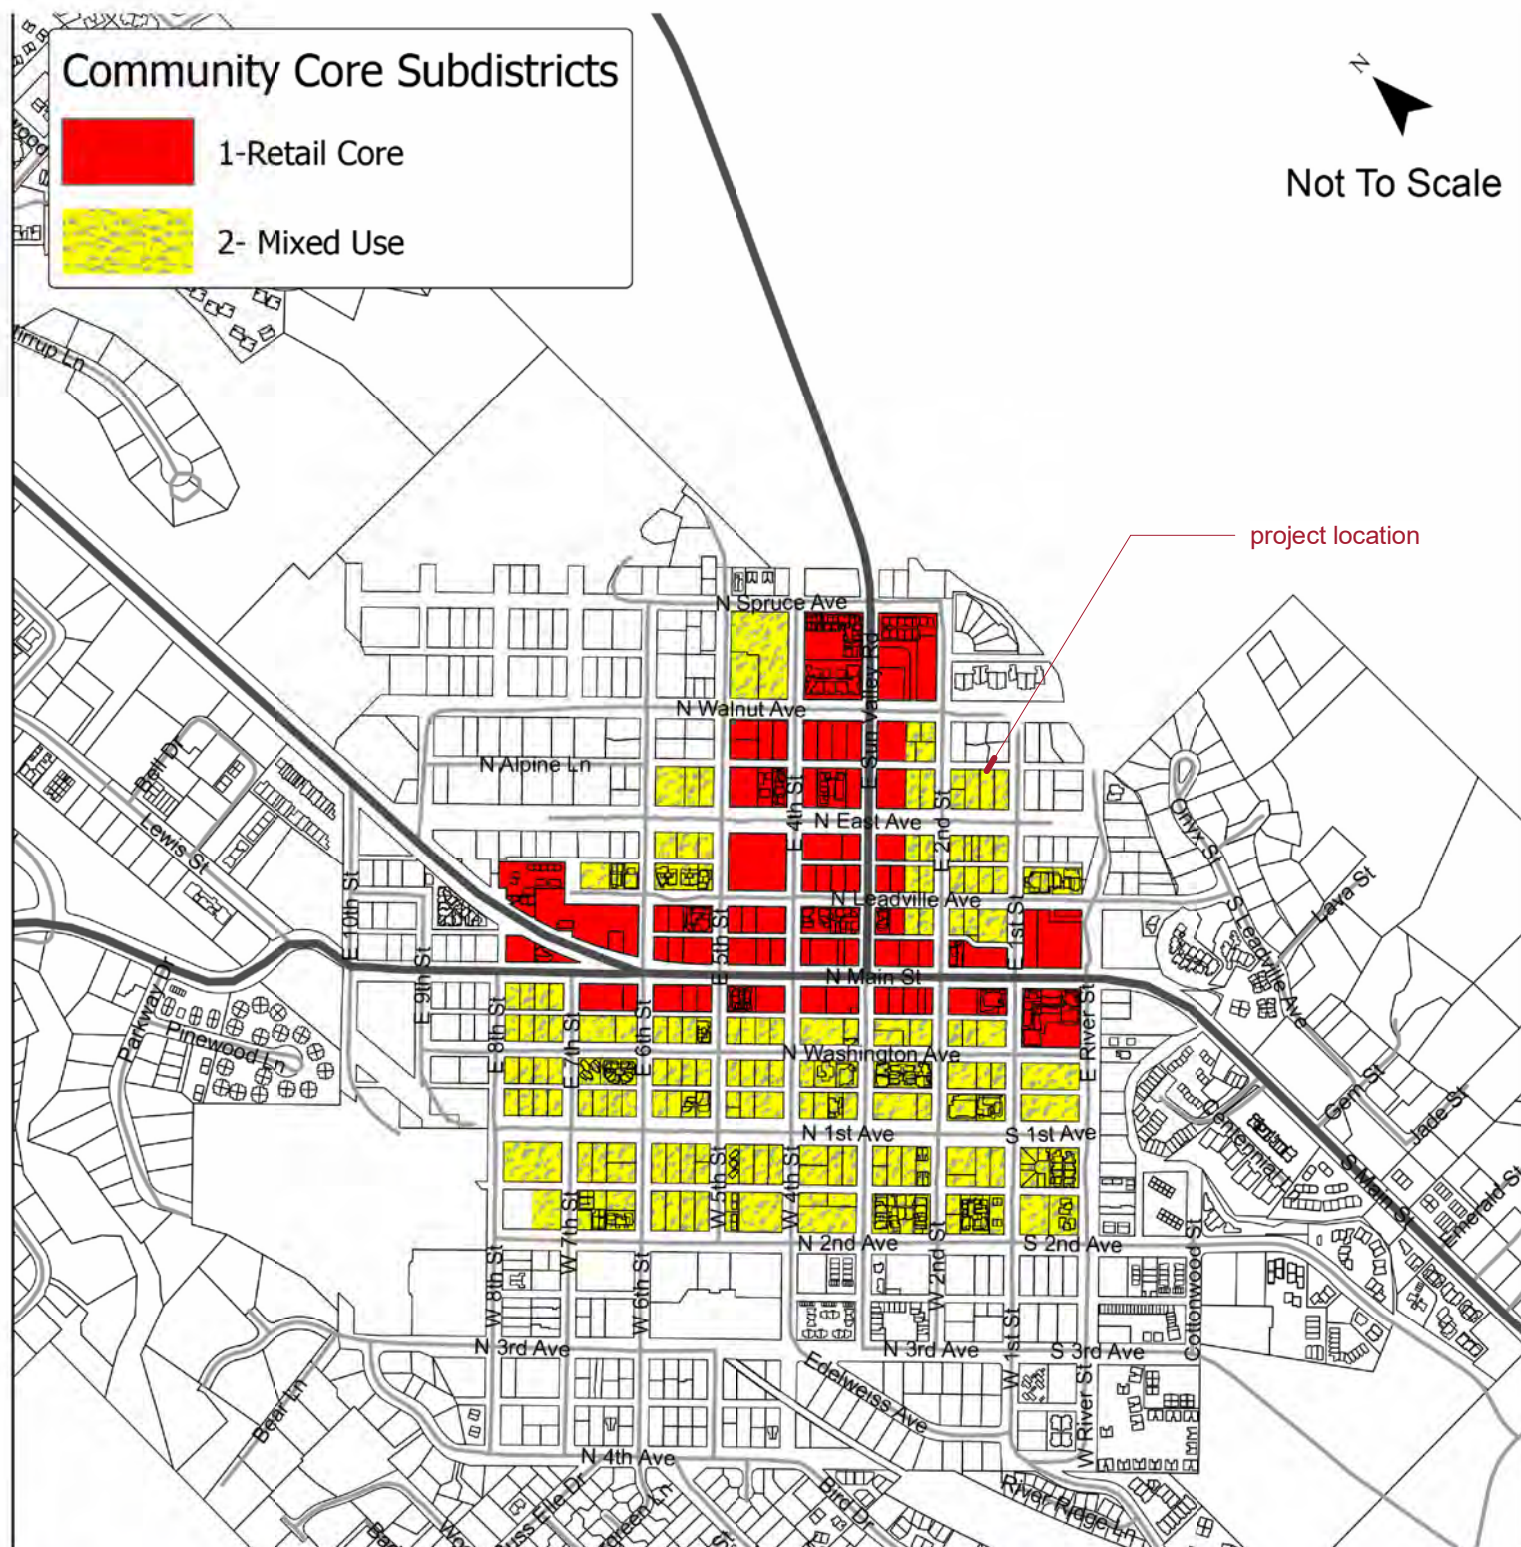 Community Core Subdistricts
1-Retail Core
2- Mixed Use
N
Not To Scale
project location
N Spruce Ave
E Sun Valley Rd
N Walnut Ave
N Alpine Ln
E 4th St
N East Ave
E 2nd St
Bell Dr
Lewis St
Onyx St
Lava St
S Leadville Ave
N Leadville Ave
E 10th St
E 9th St
E 5th St
E 1st St
N Main St
Parkway Dr
Pinewood Ln
E 8th St
E 7th St
E 6th St
E River St
N Washington Ave
Gem St
Jade St
N 1st Ave
S 1st Ave
S Main St
Emerald St
W 5th St
W 4th St
W 7th St
W 8th St
W 6th St
W 2nd St
N 2nd Ave
S 2nd Ave
Cottonwood St
N 3rd Ave
N 3rd Ave
S 3rd Ave
W 1st St
Edelweiss Ave
W River St
Bear Ln
N 4th Ave
Bird Dr
River Ridge Ln